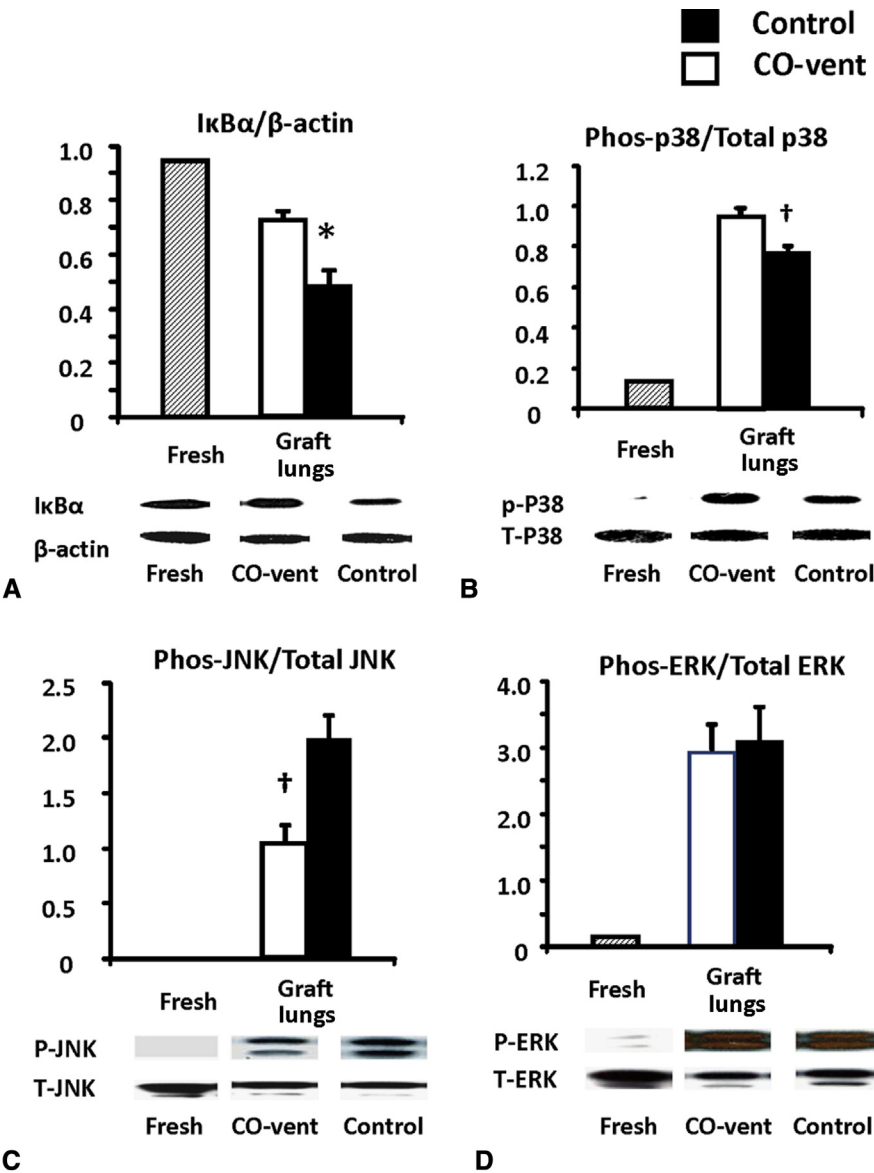 Control
CO-vent
IκBα/β-actin
1.0
0.8
0.6
0.4
0.2
0
*
Fresh
Graft
lungs
IκBα
β-actin
Fresh CO-vent Control
A
Phos-p38/Total p38
1.2
1.0
0.8
0.6
0.4
0.2
0
†
Fresh
Graft
lungs
p-P38
T-P38
Fresh CO-vent Control
B
Phos-JNK/Total JNK
2.5
2.0
1.5
1.0
0.5
0
†
Fresh
Graft
lungs
P-JNK
T-JNK
Fresh CO-vent Control
C
Phos-ERK/Total ERK
4.0
3.0
2.0
1.0
0
Fresh
Graft
lungs
P-ERK
T-ERK
Fresh CO-vent Control
D